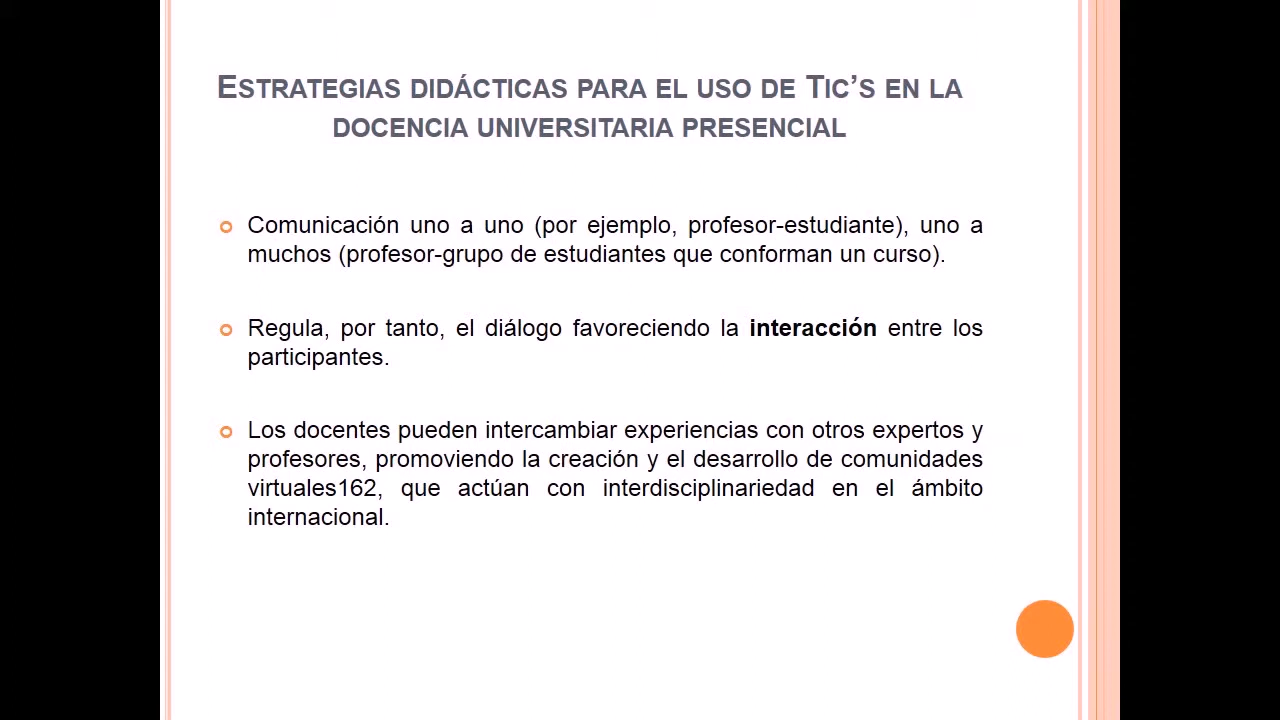 ESTRATEGIAS DIDÁCTICAS PARA EL USO DE TIC’S EN LA
DOCENCIA UNIVERSITARIA PRESENCIAL
Comunicación uno a uno (por ejemplo, profesor-estudiante), uno a
muchos (profesor-grupo de estudiantes que conforman un curso).
Regula, por tanto, el diálogo favoreciendo la interacción entre los
participantes.
Los docentes pueden intercambiar experiencias con otros expertos y
profesores, promoviendo la creación y el desarrollo de comunidades
virtuales162, que actúan con interdisciplinariedad en el ámbito
internacional.